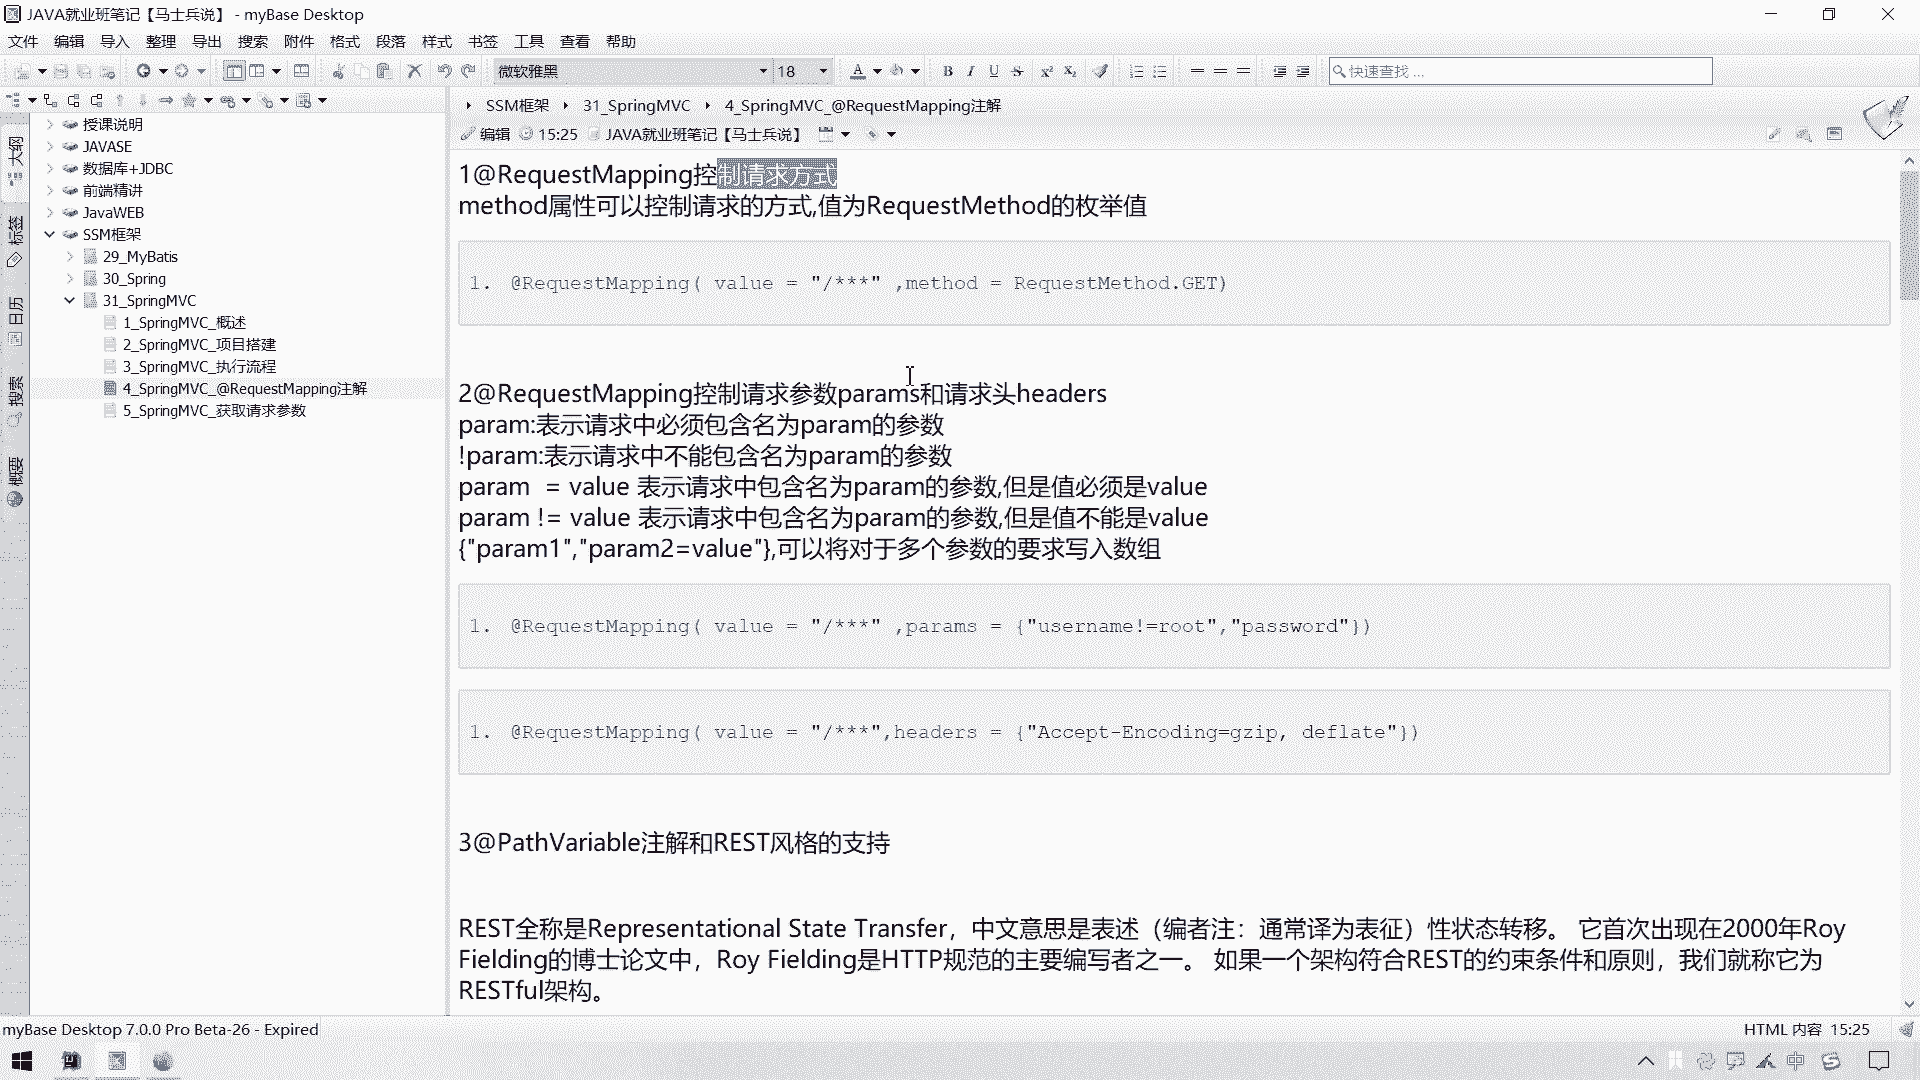 JAVA就业班笔记【马士兵说】 - myBase Desktop
文件 编辑 导入 整理 导出 搜索 附件 格式 段落 样式 书签 工具 查看 帮助
微软雅黑 18 快速查找 ...
SSM框架 31_SpringMVC 4_SpringMVC_@RequestMapping注解
编辑 15:25 JAVA就业班笔记【马士兵说】
大纲
标签
日历
搜索
概要
授课说明
JAVASE
数据库+JDBC
前端精讲
JavaWEB
SSM框架
29_MyBatis
30_Spring
31_SpringMVC
1_SpringMVC_概述
2_SpringMVC_项目搭建
3_SpringMVC_执行流程
4_SpringMVC_@RequestMapping注解
5_SpringMVC_获取请求参数
1@RequestMapping控制请求方式
method属性可以控制请求的方式,值为RequestMethod的枚举值
1. @RequestMapping( value = "/***" ,method = RequestMethod.GET)
2@RequestMapping控制请求参数params和请求头headers
param:表示请求中必须包含名为param的参数
!param:表示请求中不能包含名为param的参数
param  = value 表示请求中包含名为param的参数,但是值必须是value
param != value 表示请求中包含名为param的参数,但是值不能是value
{"param1","param2=value"},可以将对于多个参数的要求写入数组
1. @RequestMapping( value = "/***" ,params = {"username!=root","password"})
1. @RequestMapping( value = "/***",headers = {"Accept-Encoding=gzip, deflate"})
3@PathVariable注解和REST风格的支持
REST全称是Representational State Transfer，中文意思是表述（编者注：通常译为表征）性状态转移。 它首次出现在2000年Roy
Fielding的博士论文中，Roy Fielding是HTTP规范的主要编写者之一。 如果一个架构符合REST的约束条件和原则，我们就称它为
RESTful架构。
myBase Desktop 7.0.0 Pro Beta-26 - Expired
HTML 内容 15:25
中